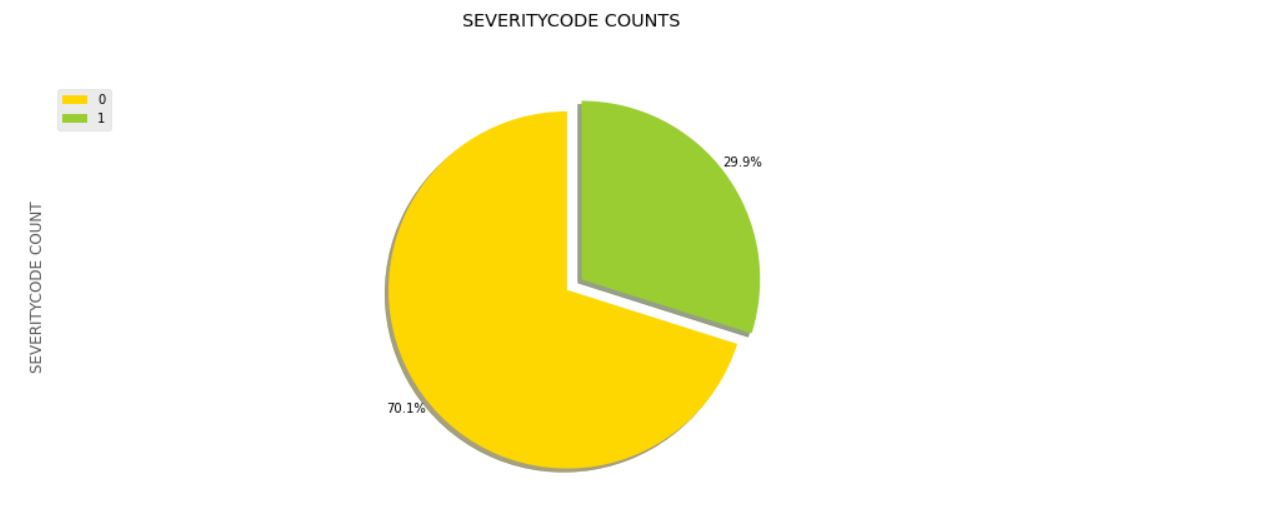 SEVERITYCODE COUNTS
0
1
29.9%
SEVERITYCODE COUNT
70.1%